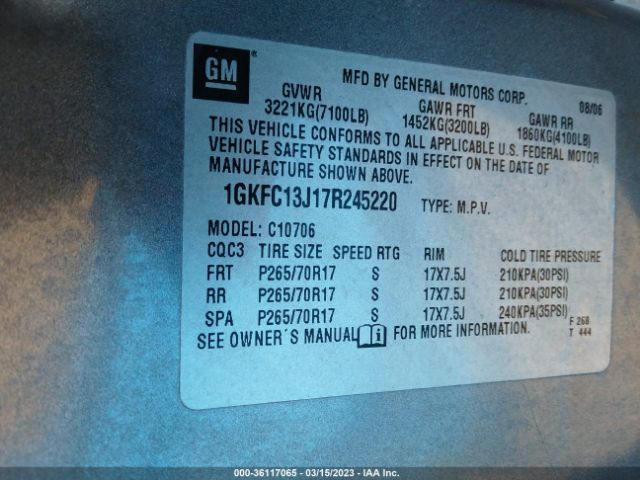 GM ®
MFD BY GENERAL MOTORS CORP. 08/06
GVWR GAWR FRT GAWR RR
3221KG(7100LB) 1452KG(3200LB) 1860KG(4100LB)
THIS VEHICLE CONFORMS TO ALL APPLICABLE U.S. FEDERAL MOTOR
VEHICLE SAFETY STANDARDS IN EFFECT ON THE DATE OF
MANUFACTURE SHOWN ABOVE.
1GKFC13J17R245220 TYPE: M.P.V.
MODEL: C10706
CQC3 TIRE SIZE SPEED RTG RIM COLD TIRE PRESSURE
FRT P265/70R17 S 17X7.5J 210KPA(30PSI)
RR P265/70R17 S 17X7.5J 210KPA(30PSI)
SPA P265/70R17 S 17X7.5J 240KPA(35PSI)
SEE OWNER'S MANUAL i FOR MORE INFORMATION.
F 268
T 444
000-36117065 - 03/15/2023 - IAA Inc.